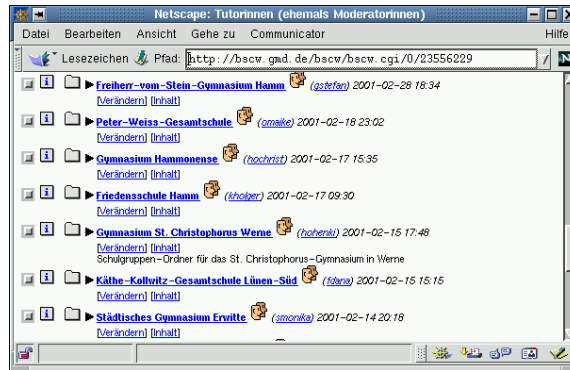 Netscape: Tutorinnen (ehemals Moderatorinnen)
Datei Bearbeiten Ansicht Gehe zu Communicator Hilfe
Lesezeichen Pfad: http://bscw.gmd.de/bscw/bscw.cgi/0/23556229
Freiherr-vom-Stein-Gymnasium Hamm (gstefan) 2001-02-28 18:34
[Verändern] [Inhalt]
Peter-Weiss-Gesamtschule (omaike) 2001-02-18 23:02
[Verändern] [Inhalt]
Gymnasium Hammonense (hochrist) 2001-02-17 15:35
[Verändern] [Inhalt]
Friedensschule Hamm (kholger) 2001-02-17 09:30
[Verändern] [Inhalt]
Gymnasium St. Christophorus Werne (hohenki) 2001-02-15 17:48
[Verändern] [Inhalt]
Schulgruppen-Ordner für das St. Christophorus-Gymnasium in Werne
Käthe-Kollwitz-Gesamtschule Lünen-Süd (fdana) 2001-02-15 15:15
[Verändern] [Inhalt]
Städtisches Gymnasium Erwitte (smonika) 2001-02-14 20:18
[Verändern] [Inhalt]